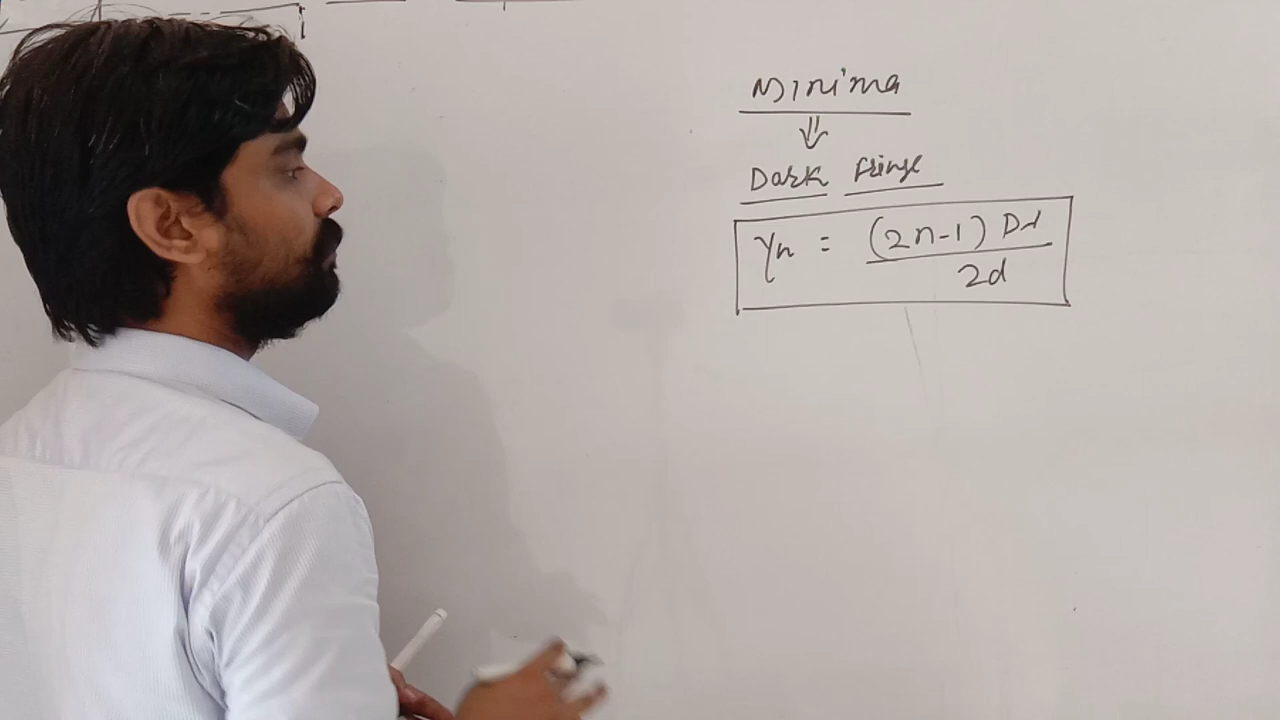 Minima
⇓
Dark Fringe
Yn = (2n-1) Dλ / 2d